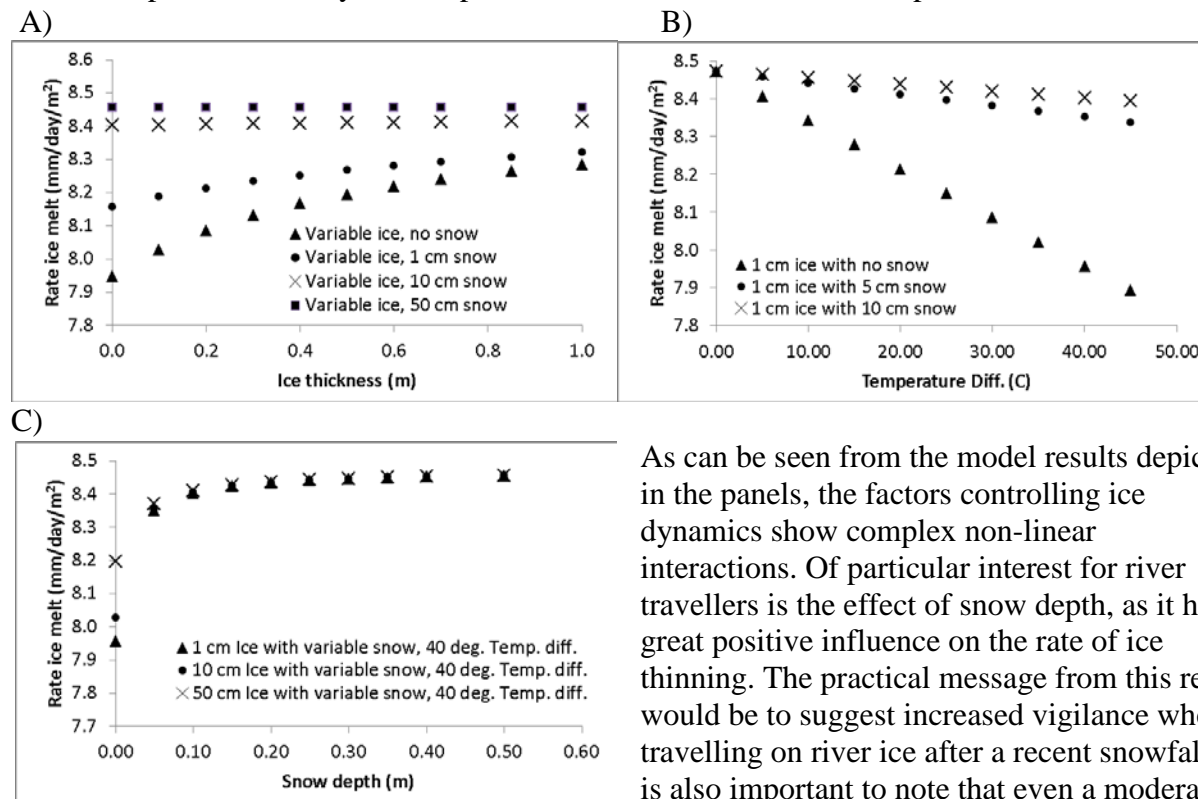 A)
8.6
8.5
8.4
8.3
8.2
8.1
8.0
7.9
7.8
Rate ice melt (mm/day/m²)
Variable ice, no snow
Variable ice, 1 cm snow
Variable ice, 10 cm snow
Variable ice, 50 cm snow
0.0 0.2 0.4 0.6 0.8 1.0
Ice thickness (m)
B)
8.5
8.4
8.3
8.2
8.1
8.0
7.9
7.8
Rate ice melt (mm/day/m²)
1 cm ice with no snow
1 cm ice with 5 cm snow
1 cm ice with 10 cm snow
0.00 10.00 20.00 30.00 40.00 50.00
Temperature Diff. (C)
C)
8.5
8.4
8.3
8.2
8.1
8.0
7.9
7.8
7.7
Rate ice melt (mm/day/m²)
1 cm Ice with variable snow, 40 deg. Temp. diff.
10 cm Ice with variable snow, 40 deg. Temp. diff.
50 cm Ice with variable snow, 40 deg. Temp. diff.
0.00 0.10 0.20 0.30 0.40 0.50 0.60
Snow depth (m)
As can be seen from the model results depic
in the panels, the factors controlling ice
dynamics show complex non-linear
interactions. Of particular interest for river
travellers is the effect of snow depth, as it h
great positive influence on the rate of ice
thinning. The practical message from this re
would be to suggest increased vigilance whe
travelling on river ice after a recent snowfal
is also important to note that even a modera